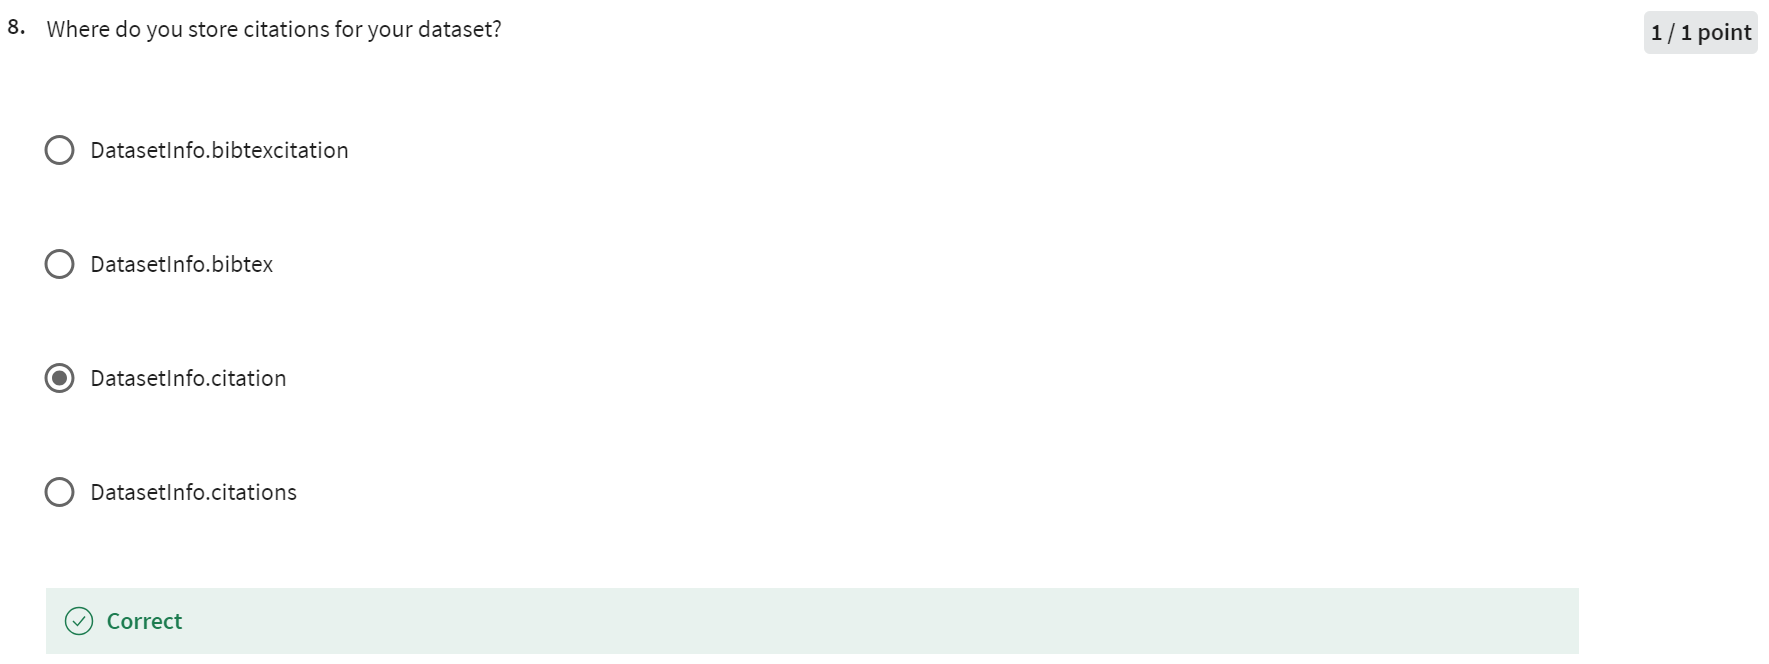 8. Where do you store citations for your dataset?
1 / 1 point
DatasetInfo.bibtexcitation
DatasetInfo.bibtex
DatasetInfo.citation
DatasetInfo.citations
Correct